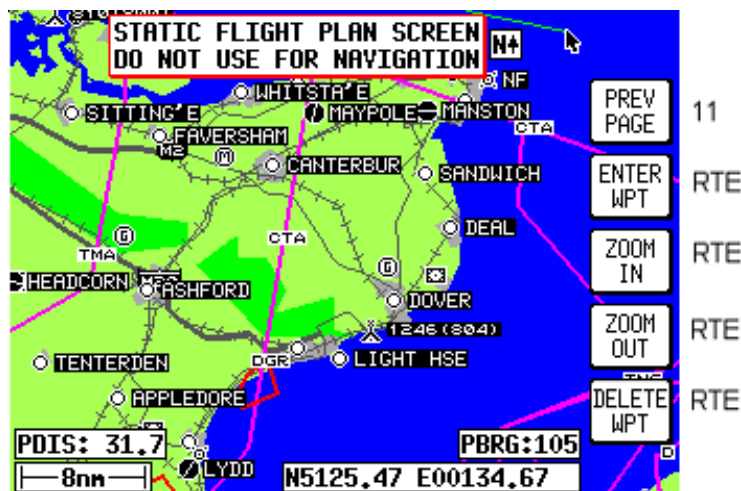 STATIC FLIGHT PLAN SCREEN
DO NOT USE FOR NAVIGATION
N
NF
WHITSTA'E
SITTING'E
MAYPOLE
MANSTON
CTA
FAVERSHAM
M2
M
CANTERBUR
SANDWICH
DEAL
G
CTA
TMA
G
HEADCORN
ASHFORD
DOVER
1246(804)
DGR
LIGHT HSE
TENTERDEN
APPLEDORE
PDIS: 31.7
PBRG:105
D
LYDD
8nm
N5125.47 E00134.67
PREV PAGE
11
ENTER WPT
RTE
ZOOM IN
RTE
ZOOM OUT
RTE
DELETE WPT
RTE